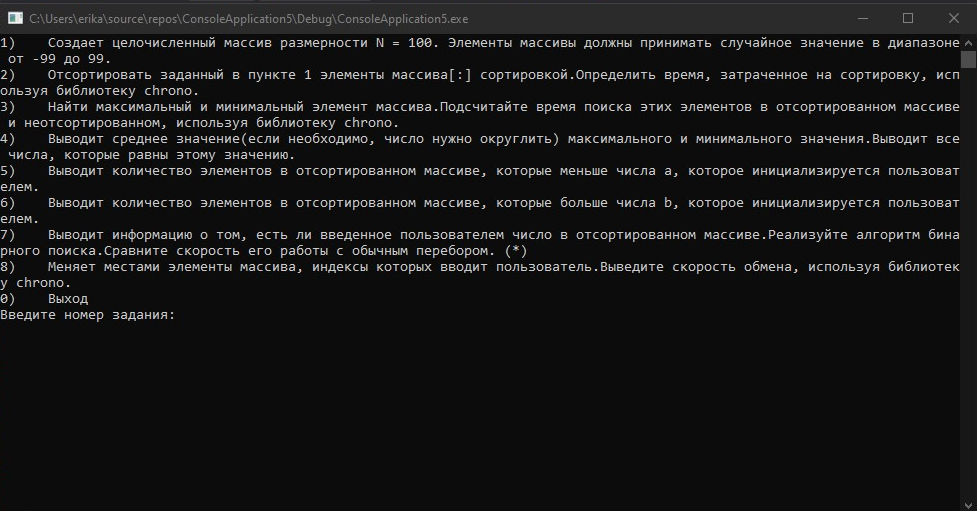 C:\Users\erika\source\repos\ConsoleApplication5\Debug\ConsoleApplication5.exe
1)    Создает целочисленный массив размерности N = 100. Элементы массивы должны принимать случайное значение в диапазоне
 от -99 до 99.
2)    Отсортировать заданный в пункте 1 элементы массива[:] сортировкой.Определить время, затраченное на сортировку, исп
ользуя библиотеку chrono.
3)    Найти максимальный и минимальный элемент массива.Подсчитайте время поиска этих элементов в отсортированном массиве
 и неотсортированном, используя библиотеку chrono.
4)    Выводит среднее значение(если необходимо, число нужно округлить) максимального и минимального значения.Выводит все
 числа, которые равны этому значению.
5)    Выводит количество элементов в отсортированном массиве, которые меньше числа a, которое инициализируется пользоват
елем.
6)    Выводит количество элементов в отсортированном массиве, которые больше числа b, которое инициализируется пользоват
елем.
7)    Выводит информацию о том, есть ли введенное пользователем число в отсортированном массиве.Реализуйте алгоритм бина
рного поиска.Сравните скорость его работы с обычным перебором. (*)
8)    Меняет местами элементы массива, индексы которых вводит пользователь.Выведите скорость обмена, используя библиотек
у chrono.
0)    Выход
Введите номер задания: